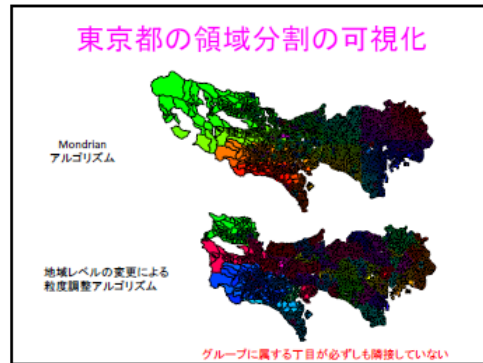 東京都の領域分割の可視化
Mondrian
アルゴリズム
地域レベルの変更による
粒度調整アルゴリズム
グループに属する丁目が必ずしも隣接していない